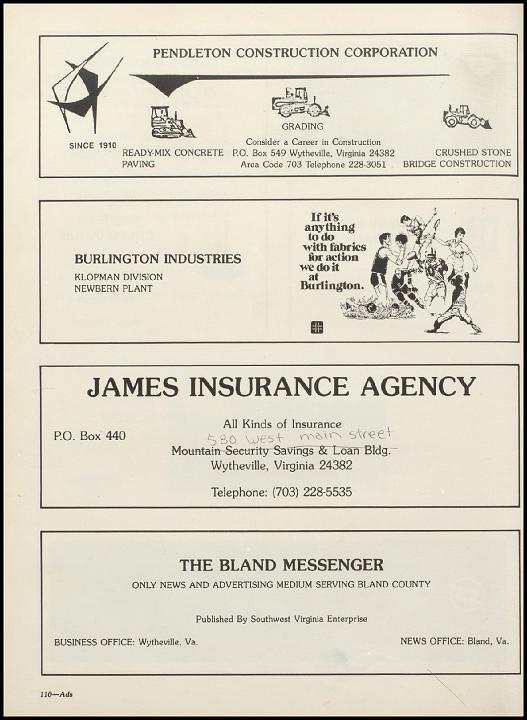 PENDLETON CONSTRUCTION CORPORATION
SINCE 1910
READY-MIX CONCRETE
PAVING
GRADING
Consider a Career in Construction
P.O. Box 549 Wytheville, Virginia 24382
Area Code 703 Telephone 228-3051
CRUSHED STONE
BRIDGE CONSTRUCTION
BURLINGTON INDUSTRIES
KLOPMAN DIVISION
NEWBERN PLANT
If it's
anything
to do
with fabrics
for action
we do it
at
Burlington.
JAMES INSURANCE AGENCY
P.O. Box 440
All Kinds of Insurance
530 west main street
Mountain Security Savings & Loan Bldg.
Wytheville, Virginia 24382
Telephone: (703) 228-5535
THE BLAND MESSENGER
ONLY NEWS AND ADVERTISING MEDIUM SERVING BLAND COUNTY
Published By Southwest Virginia Enterprise
BUSINESS OFFICE: Wytheville, Va.
NEWS OFFICE: Bland, Va.
110—Ads